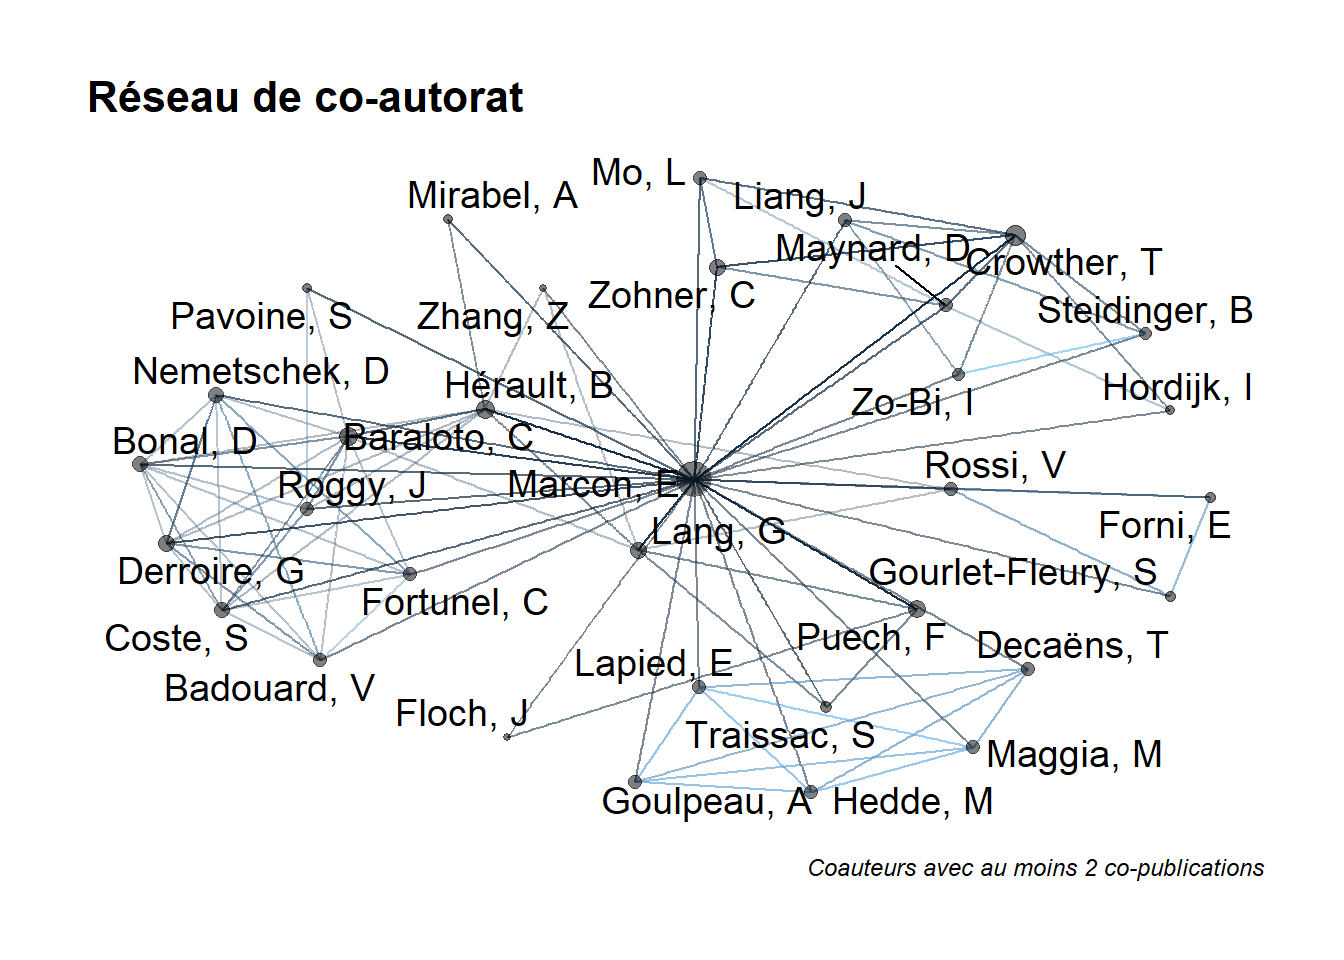 Réseau de co-autorat
Mo, L
Mirabel, A
Liang, J
Maynard, D
Crowther, T
Zohner, C
Steidinger, B
Pavoine, S
Zhang, Z
Nemetschek, D
Hérault, B
Hordijk, I
Zo-Bi, I
Bonal, D
Baraloto, C
Rossi, V
Roggy, J
Marcon, E
Forni, E
Lang, G
Derroire, G
Gourlet-Fleury, S
Fortunel, C
Coste, S
Puech, F
Decaëns, T
Lapied, E
Badouard, V
Floch, J
Traissac, S
Maggia, M
Goulpeau, A
Hedde, M
Coauteurs avec au moins 2 co-publications